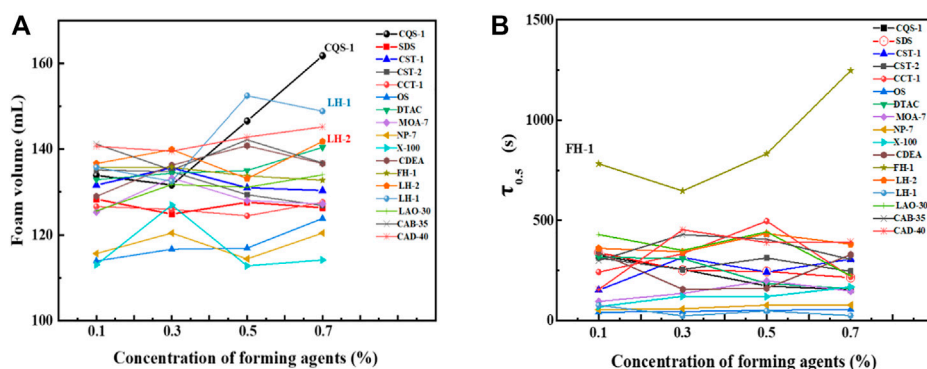 A
Foam volume (mL)
160
140
120
100
0.1
0.3
0.5
0.7
Concentration of forming agents (%)
CQS-1
LH-1
LH-2
CQS-1
SDS
CST-1
CST-2
CCT-1
OS
DTAC
MOA-7
NP-7
X-100
CDEA
FH-1
LH-2
LH-1
LAO-30
CAB-35
CAD-40
B
τ0.5 (s)
1500
1000
500
0
0.1
0.3
0.5
0.7
Concentration of forming agents (%)
FH-1
CQS-1
SDS
CST-1
CST-2
CCT-1
OS
DTAC
MOA-7
NP-7
X-100
CDEA
FH-1
LH-2
LH-1
LAO-30
CAB-35
CAD-40